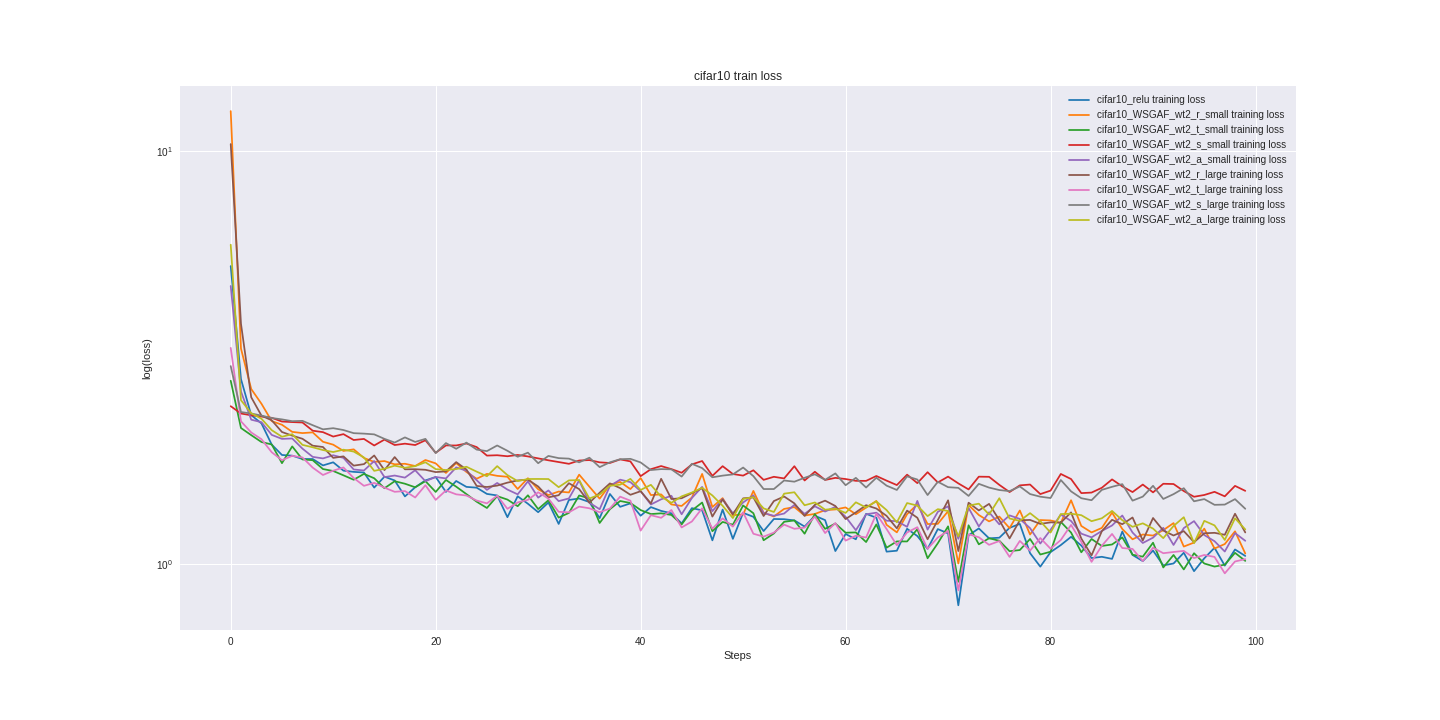 cifar10 train loss
cifar10_relu training loss
cifar10_WSGAF_wt2_r_small training loss
cifar10_WSGAF_wt2_t_small training loss
cifar10_WSGAF_wt2_s_small training loss
cifar10_WSGAF_wt2_a_small training loss
cifar10_WSGAF_wt2_r_large training loss
cifar10_WSGAF_wt2_t_large training loss
cifar10_WSGAF_wt2_s_large training loss
cifar10_WSGAF_wt2_a_large training loss
10¹
log(loss)
10⁰
0 20 40 60 80 100
Steps